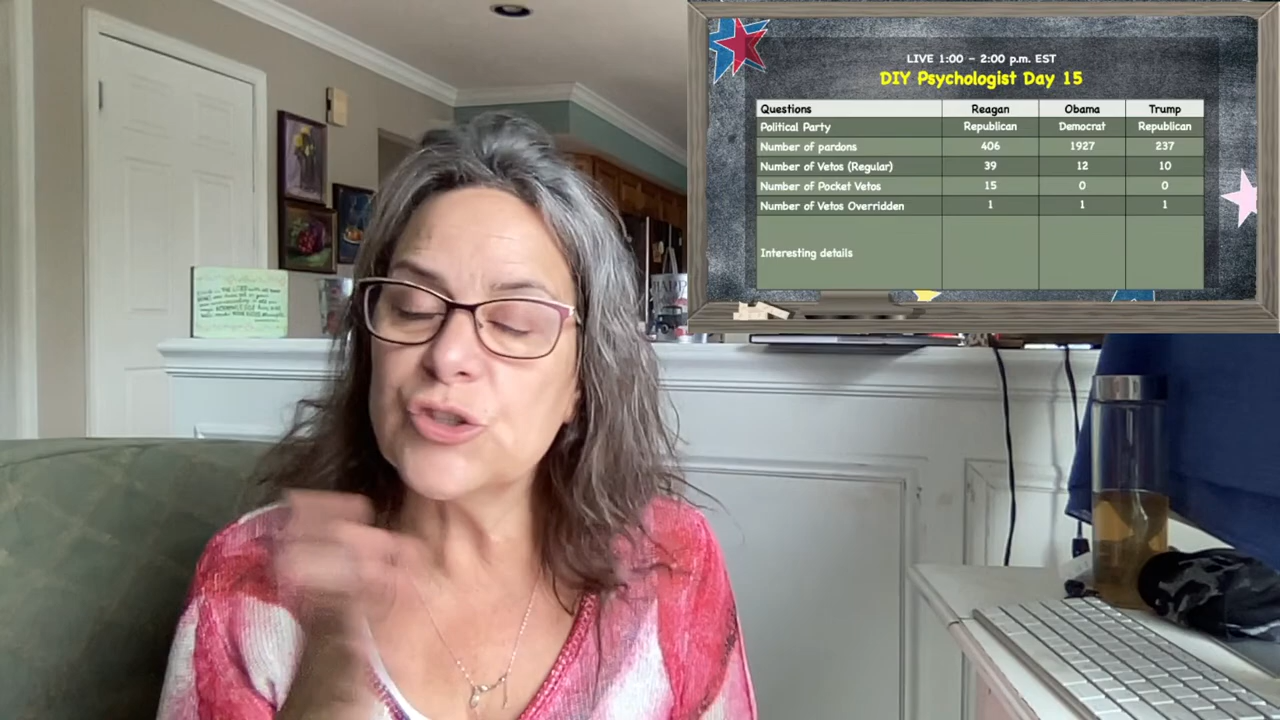 LIVE 1:00 - 2:00 p.m. EST
DIY Psychologist Day 15
Questions Reagan Obama Trump
Political Party Republican Democrat Republican
Number of pardons 406 1927 237
Number of Vetos (Regular) 39 12 10
Number of Pocket Vetos 15 0 0
Number of Vetos Overridden 1 1 1
Interesting details